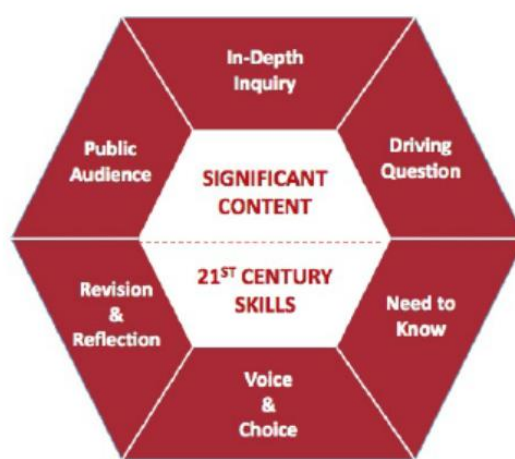 In-Depth
Inquiry
Driving
Question
Need to
Know
Voice
&
Choice
Revision
&
Reflection
Public
Audience
SIGNIFICANT
CONTENT
21ST CENTURY
SKILLS